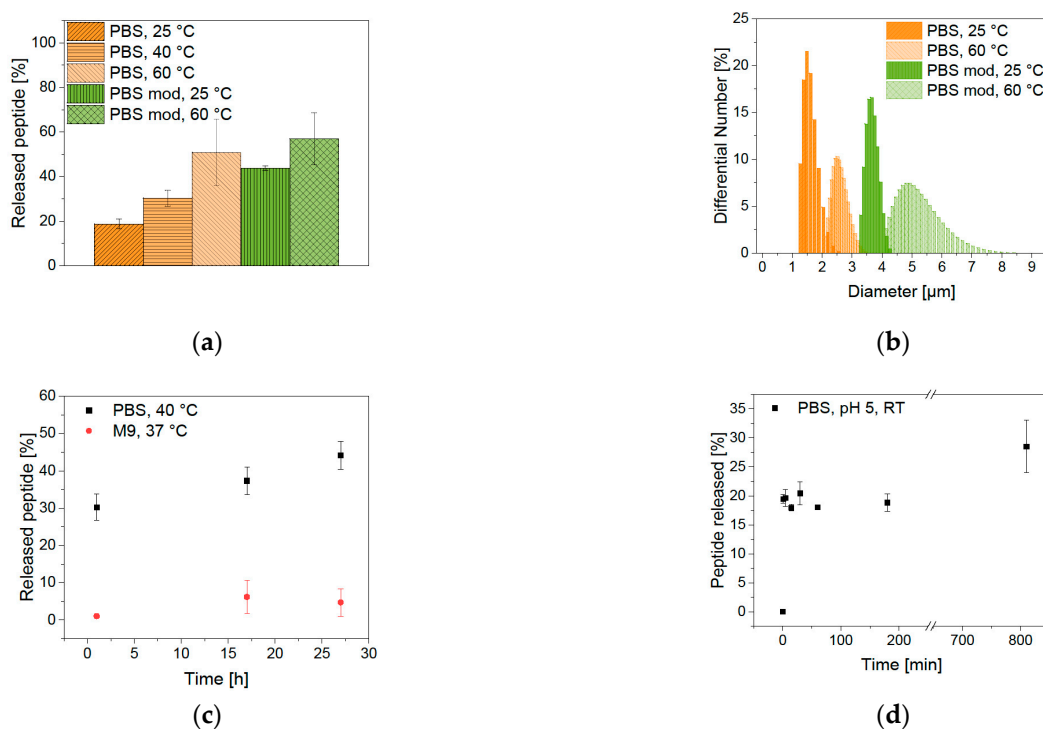 PBS, 25 °C
PBS, 40 °C
PBS, 60 °C
PBS mod, 25 °C
PBS mod, 60 °C
100
80
60
40
20
0
Released peptide [%]
(a)
PBS, 25 °C
PBS, 60 °C
PBS mod, 25 °C
PBS mod, 60 °C
25
20
15
10
5
0
Differential Number [%]
0 1 2 3 4 5 6 7 8 9
Diameter [µm]
(b)
PBS, 40 °C
M9, 37 °C
60
50
40
30
20
10
0
Released peptide [%]
0 5 10 15 20 25 30
Time [h]
(c)
PBS, pH 5, RT
35
30
25
20
15
10
5
0
Peptide released [%]
0 100 200 700 800
Time [min]
(d)